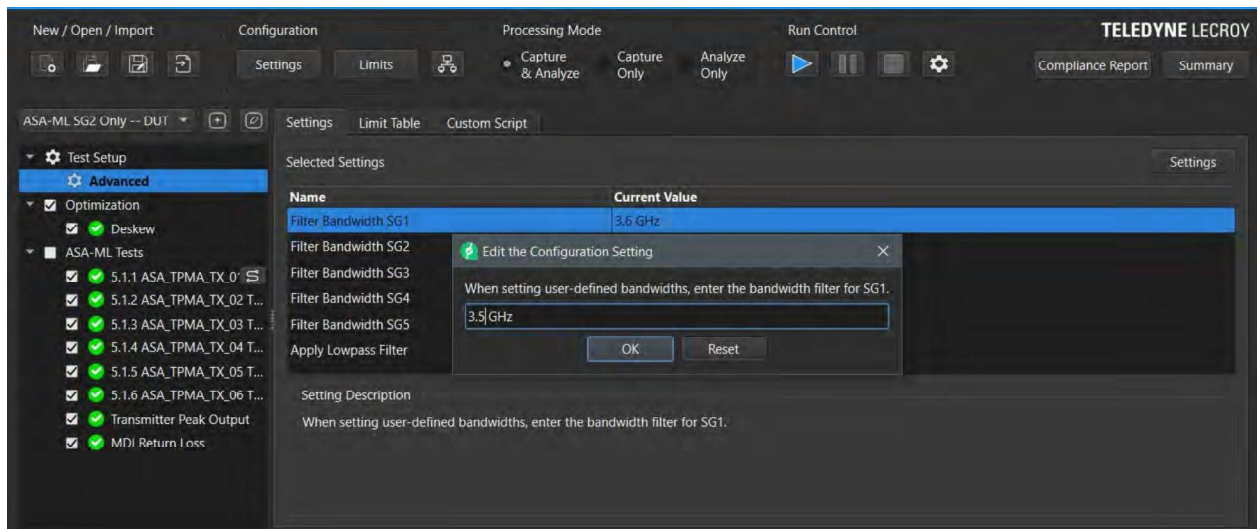 New / Open / Import Configuration Processing Mode Run Control TELEDYNE LECROY
Settings Limits Capture & Analyze Capture Only Analyze Only Compliance Report Summary
ASA-ML SG2 Only -- DUT Settings Limit Table Custom Script
Test Setup
Advanced
Optimization
Deskew
ASA-ML Tests
5.1.1 ASA_TPMA_TX_0
5.1.2 ASA_TPMA_TX_02 T...
5.1.3 ASA_TPMA_TX_03 T...
5.1.4 ASA_TPMA_TX_04 T...
5.1.5 ASA_TPMA_TX_05 T...
5.1.6 ASA_TPMA_TX_06 T...
Transmitter Peak Output
MDI Return Loss
Selected Settings Settings
Name Current Value
Filter Bandwidth SG1 3.6 GHz
Filter Bandwidth SG2
Filter Bandwidth SG3
Filter Bandwidth SG4
Filter Bandwidth SG5
Apply Lowpass Filter
Edit the Configuration Setting
When setting user-defined bandwidths, enter the bandwidth filter for SG1.
3.5 GHz
OK Reset
Setting Description
When setting user-defined bandwidths, enter the bandwidth filter for SG1.